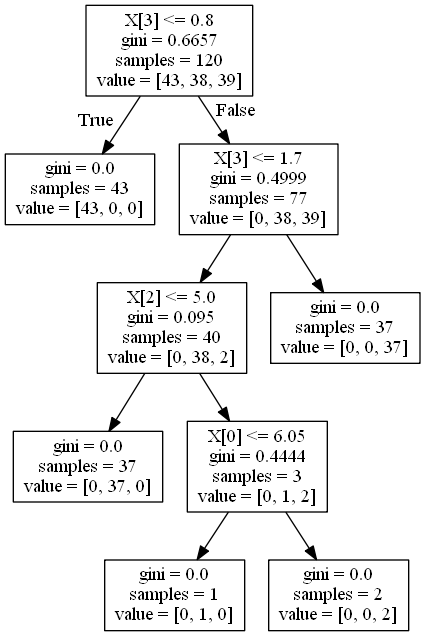 X[3] <= 0.8
gini = 0.6657
samples = 120
value = [43, 38, 39]
True
False
gini = 0.0
samples = 43
value = [43, 0, 0]
X[3] <= 1.7
gini = 0.4999
samples = 77
value = [0, 38, 39]
X[2] <= 5.0
gini = 0.095
samples = 40
value = [0, 38, 2]
gini = 0.0
samples = 37
value = [0, 0, 37]
gini = 0.0
samples = 37
value = [0, 37, 0]
X[0] <= 6.05
gini = 0.4444
samples = 3
value = [0, 1, 2]
gini = 0.0
samples = 1
value = [0, 1, 0]
gini = 0.0
samples = 2
value = [0, 0, 2]